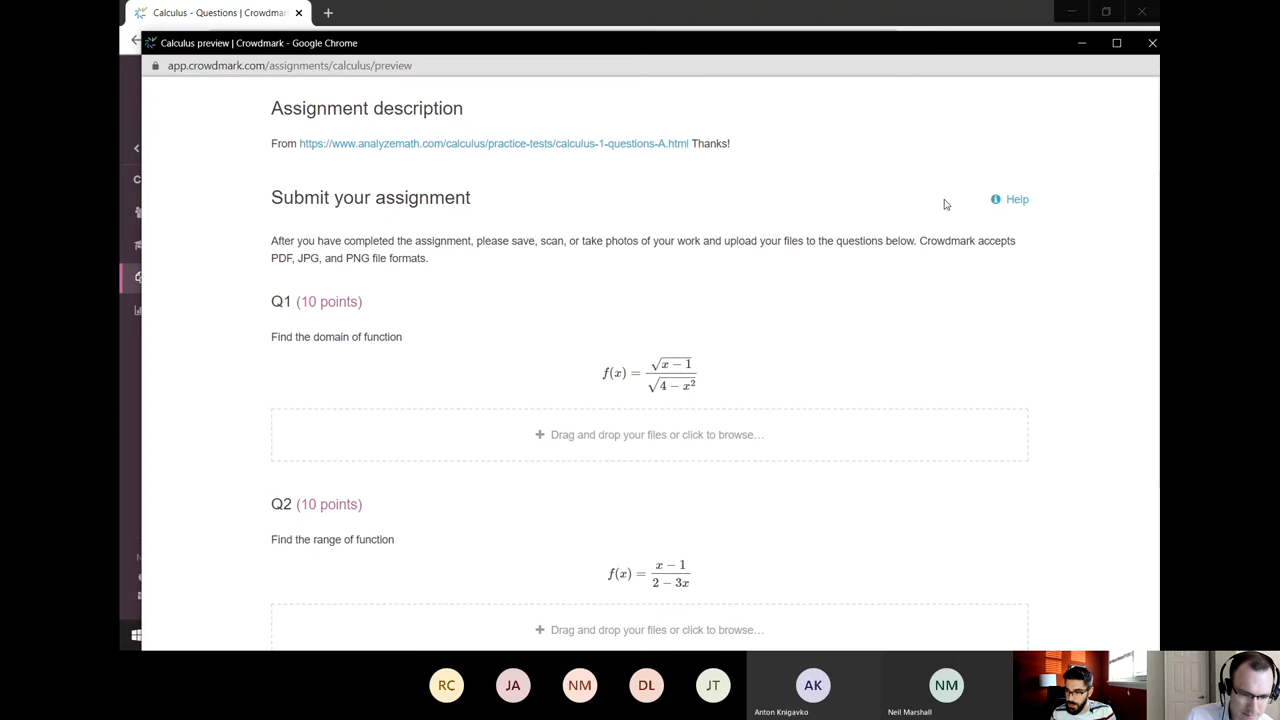 Calculus - Questions | Crowdmar
Calculus preview | Crowdmark - Google Chrome
app.crowdmark.com/assignments/calculus/preview
Assignment description
From https://www.analyzemath.com/calculus/practice-tests/calculus-1-questions-A.html Thanks!
Submit your assignment
Help
After you have completed the assignment, please save, scan, or take photos of your work and upload your files to the questions below. Crowdmark accepts
PDF, JPG, and PNG file formats.
Q1 (10 points)
Find the domain of function
f(x) = √(x − 1) / √(4 − x²)
Drag and drop your files or click to browse...
Q2 (10 points)
Find the range of function
f(x) = (x − 1) / (2 − 3x)
Drag and drop your files or click to browse...
RC
JA
NM
DL
JT
AK
Anton Knigavko
NM
Neil Marshall